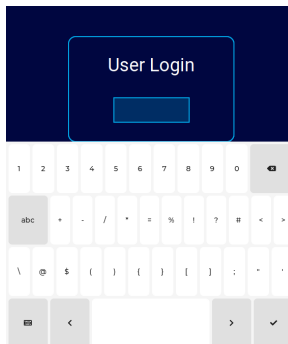 User Login
1 2 3 4 5 6 7 8 9 0
abc + - / * = % ! ? # < >
\ @ $ ( ) { } [ ] ; " '